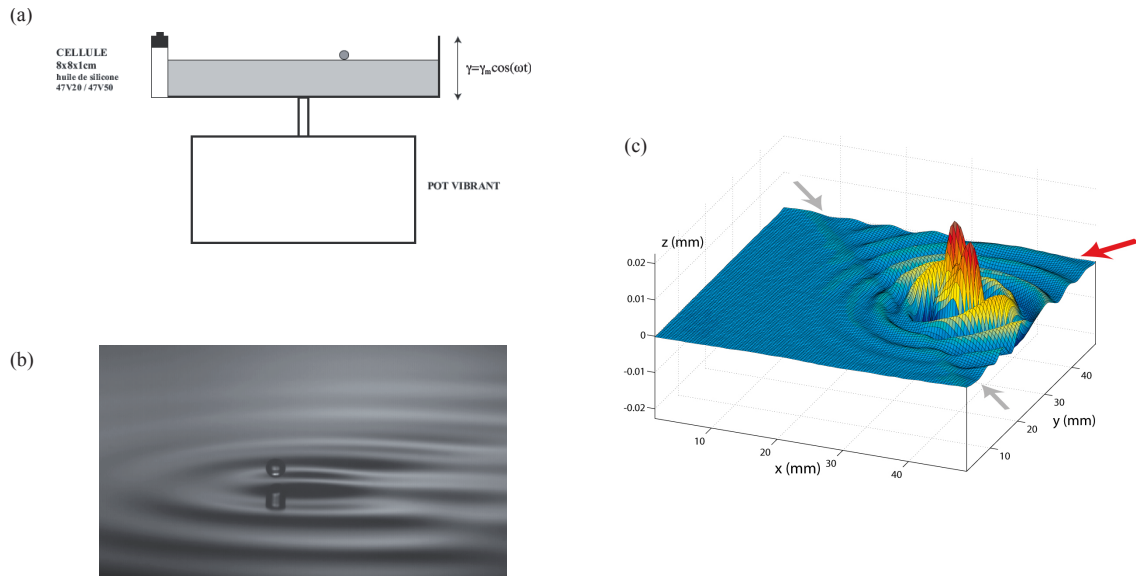 (a)
CELLULE
8x8x1cm
huile de silicone
47V20 / 47V50
γ=γmcos(ωt)
POT VIBRANT
(b)
(c)
z (mm)
0.02
0.01
0
-0.01
-0.02
10
20
30
40
x (mm)
10
20
30
40
y (mm)